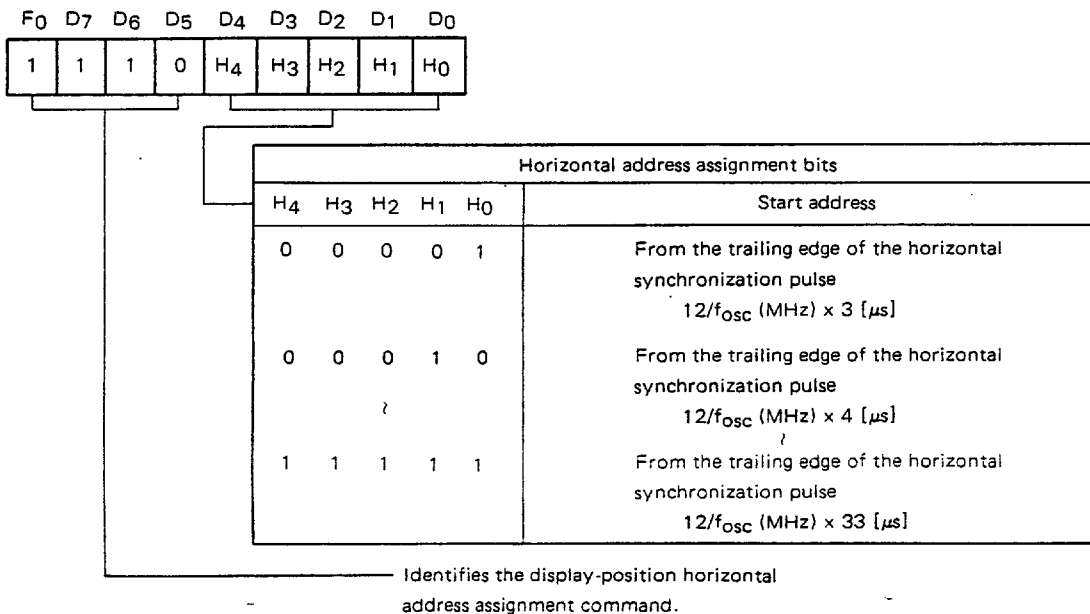 F0 D7 D6 D5 D4 D3 D2 D1 D0
1 1 1 0 H4 H3 H2 H1 H0
Horizontal address assignment bits
H4 H3 H2 H1 H0 Start address
0 0 0 0 1 From the trailing edge of the horizontal
synchronization pulse
12/fosc (MHz) x 3 [μs]
0 0 0 1 0 From the trailing edge of the horizontal
synchronization pulse
≀ 12/fosc (MHz) x 4 [μs]
≀
1 1 1 1 1 From the trailing edge of the horizontal
synchronization pulse
12/fosc (MHz) x 33 [μs]
Identifies the display-position horizontal
address assignment command.